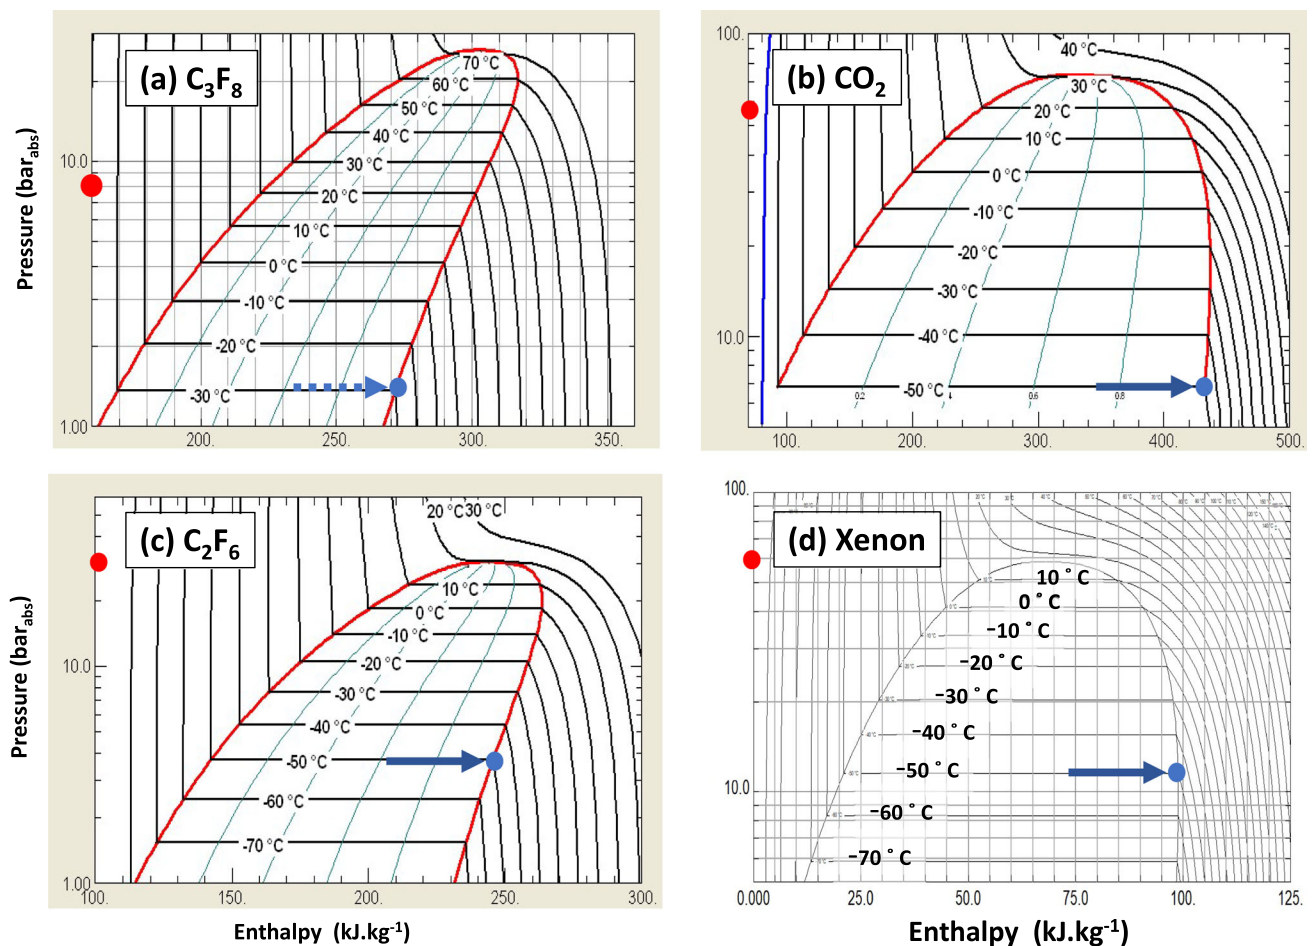 (a) C3F8
70 °C
60 °C
50 °C
40 °C
30 °C
20 °C
10 °C
0 °C
-10 °C
-20 °C
-30 °C
10.0
1.00
200.
250.
300.
350.
Pressure (barabs)
(b) CO2
100.
10.0
40 °C
30 °C
20 °C
10 °C
0 °C
-10 °C
-20 °C
-30 °C
-40 °C
-50 °C
0.2
0.6
0.8
100.
200.
300.
400.
500.
(c) C2F6
20 °C
30 °C
10 °C
0 °C
-10 °C
-20 °C
-30 °C
-40 °C
-50 °C
-60 °C
-70 °C
10.0
1.00
100.
150.
200.
250.
300.
Pressure (barabs)
Enthalpy (kJ.kg-1)
(d) Xenon
100.
10.0
10 °C
0 °C
−10 °C
−20 °C
−30 °C
−40 °C
−50 °C
−60 °C
−70 °C
0.000
25.0
50.0
75.0
100.
125.
Enthalpy (kJ.kg-1)